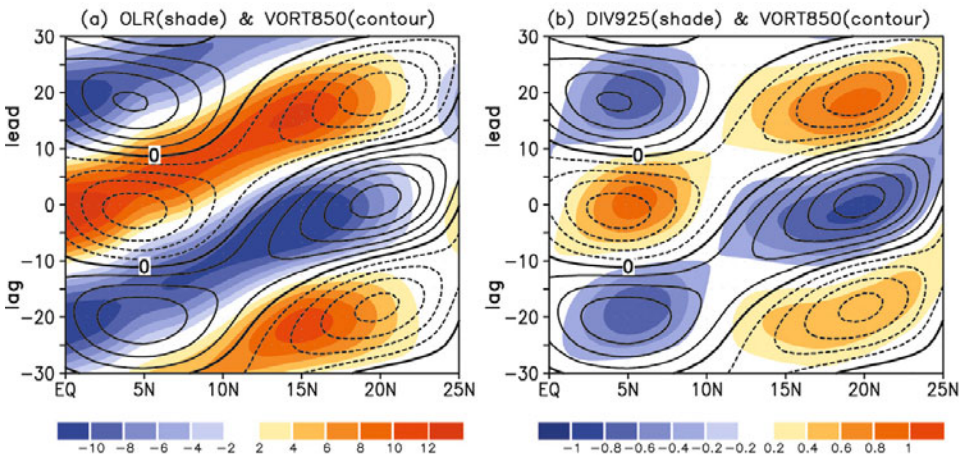 (a) OLR(shade) & VORT850(contour)
(b) DIV925(shade) & VORT850(contour)
30
20
10
0
-10
-20
-30
lead
lag
0
0
EQ 5N 10N 15N 20N 25N
30
20
10
0
-10
-20
-30
lead
lag
0
0
EQ 5N 10N 15N 20N 25N
-10 -8 -6 -4 -2 2 4 6 8 10 12
-1 -0.8 -0.6 -0.4 -0.2 -0.2 0.2 0.4 0.6 0.8 1